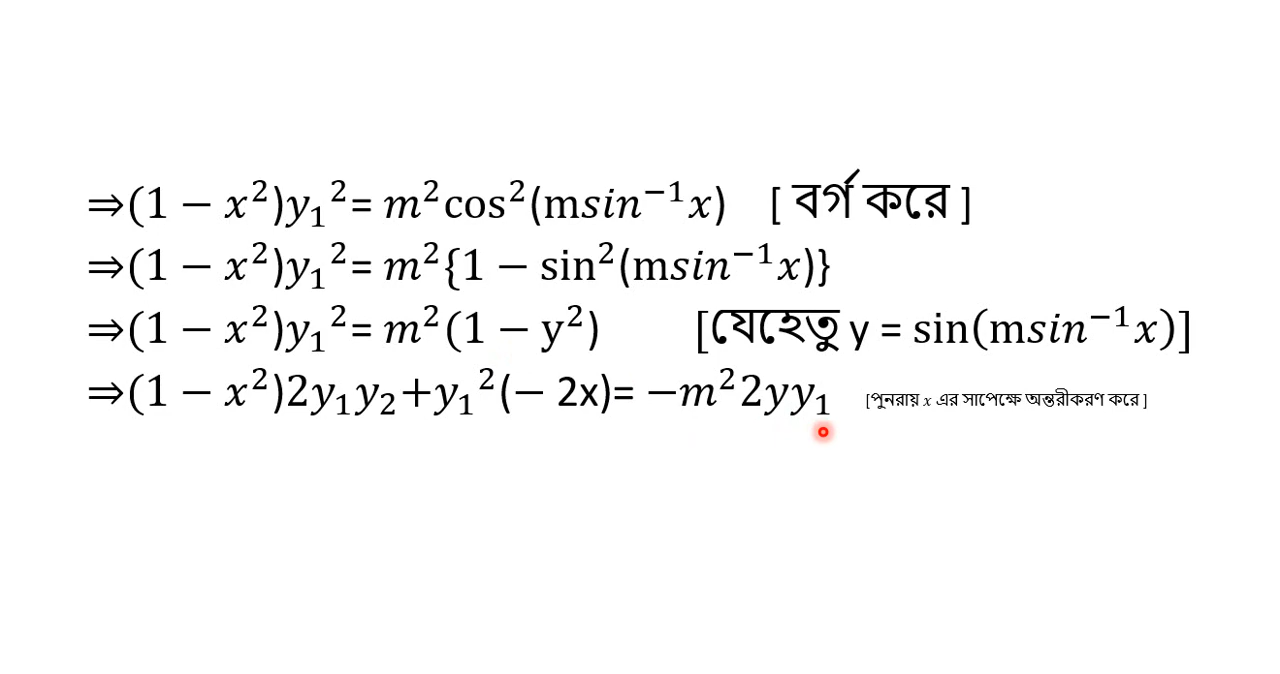 ⇒(1 − x²)y₁²= m²cos²(msin⁻¹x) [ বর্গ করে ]
⇒(1 − x²)y₁²= m²{1 − sin²(msin⁻¹x)}
⇒(1 − x²)y₁²= m²(1 − y²) [যেহেতু y = sin(msin⁻¹x)]
⇒(1 − x²)2y₁y₂+y₁²(− 2x)= −m²2yy₁ [পুনরায় x এর সাপেক্ষে অন্তরীকরণ করে ]